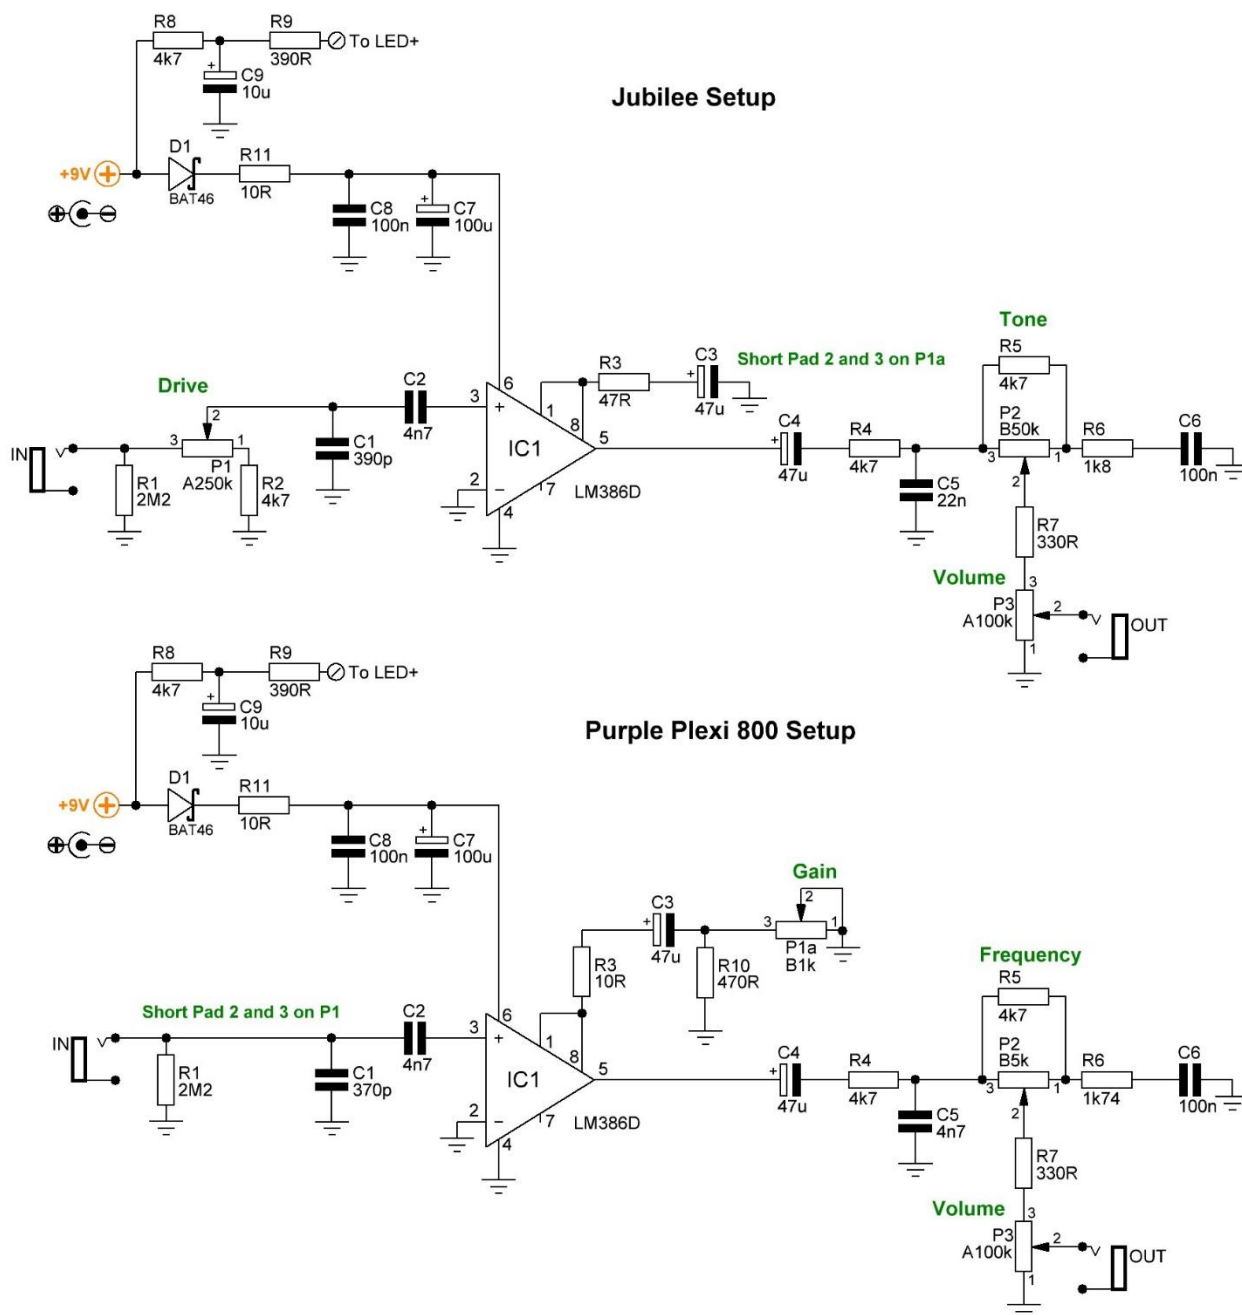 Jubilee Setup
R8
4k7
R9
390R
To LED+
+
C9
10u
+9V
D1
BAT46
R11
10R
C8
100n
+
C7
100u
Drive
IN
R1
2M2
3
2
1
P1
A250k
R2
4k7
C1
390p
C2
4n7
3
+
6
1
8
5
IC1
2
-
4
7
LM386D
R3
47R
+
C3
47u
Short Pad 2 and 3 on P1a
+
C4
47u
R4
4k7
C5
22n
Tone
R5
4k7
P2
B50k
3
1
2
R6
1k8
C6
100n
R7
330R
Volume
3
P3
A100k
2
1
OUT
Purple Plexi 800 Setup
R8
4k7
R9
390R
To LED+
+
C9
10u
+9V
D1
BAT46
R11
10R
C8
100n
+
C7
100u
Short Pad 2 and 3 on P1
IN
R1
2M2
C1
370p
C2
4n7
3
+
6
1
8
5
IC1
2
-
4
7
LM386D
R3
10R
+
C3
47u
R10
470R
Gain
2
3
1
P1a
B1k
+
C4
47u
R4
4k7
C5
4n7
Frequency
R5
4k7
P2
B5k
3
1
2
R6
1k74
C6
100n
R7
330R
Volume
3
P3
A100k
2
1
OUT